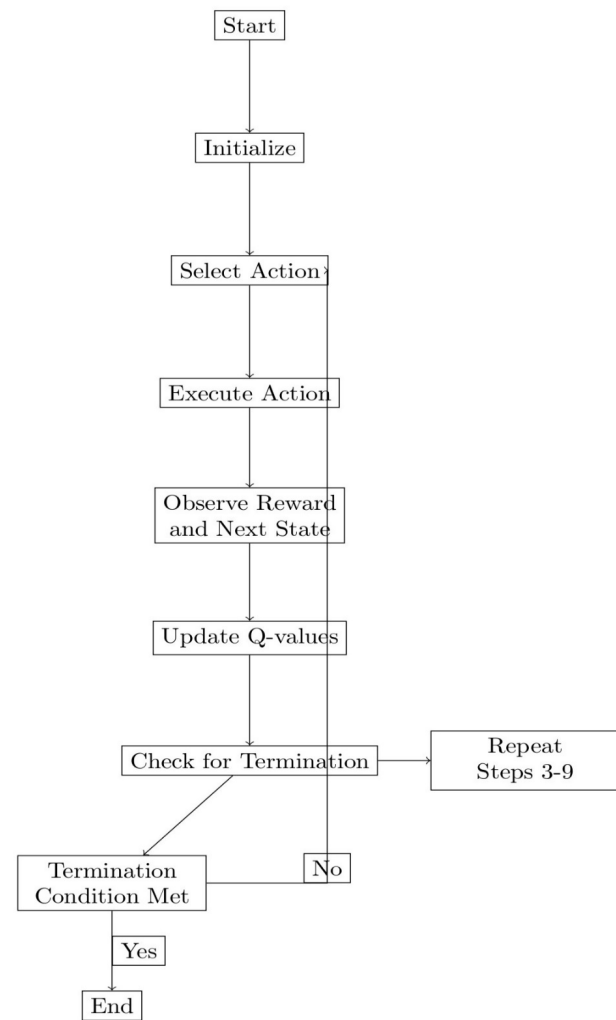 Start
Initialize
Select Action
Execute Action
Observe Reward
and Next State
Update Q-values
Check for Termination
Repeat
Steps 3-9
Termination
Condition Met
No
Yes
End